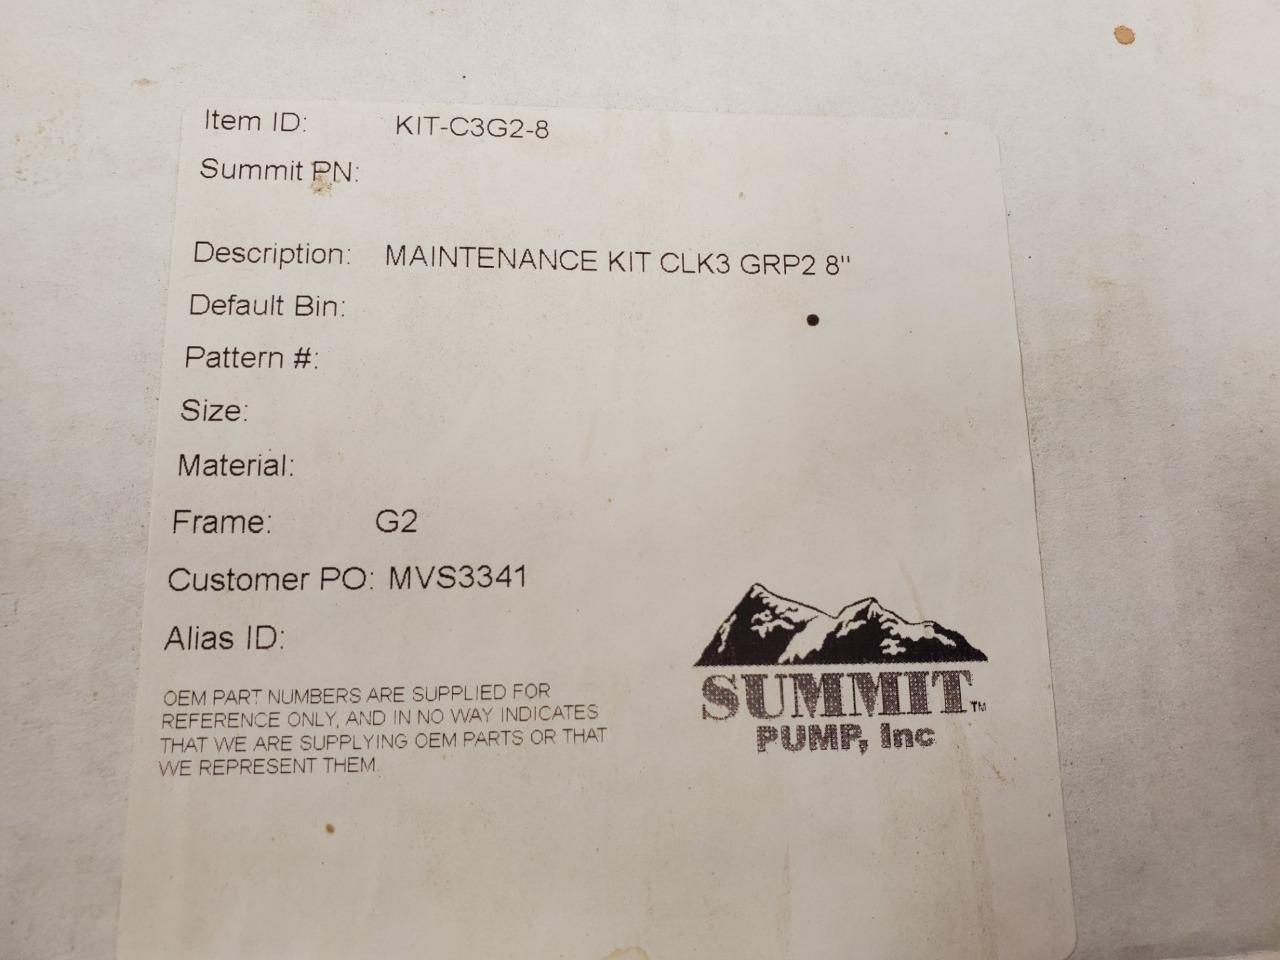 Item ID: KIT-C3G2-8
Summit PN:
Description: MAINTENANCE KIT CLK3 GRP2 8"
Default Bin:
Pattern #:
Size:
Material:
Frame: G2
Customer PO: MVS3341
Alias ID:
OEM PART NUMBERS ARE SUPPLIED FOR
REFERENCE ONLY, AND IN NO WAY INDICATES
THAT WE ARE SUPPLYING OEM PARTS OR THAT
WE REPRESENT THEM.
SUMMIT™
PUMP, Inc